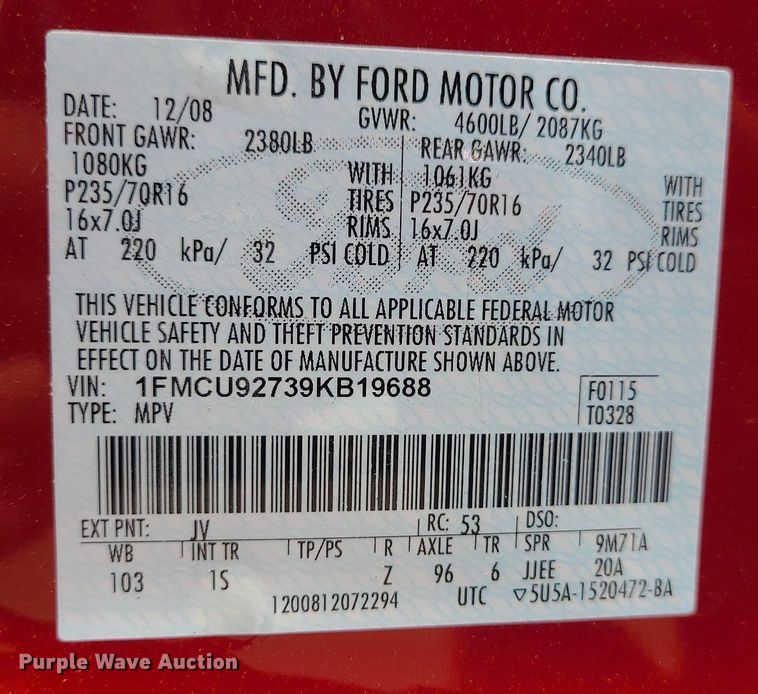 MFD. BY FORD MOTOR CO.
DATE: 12/08 GVWR: 4600LB/ 2087KG
FRONT GAWR: 2380LB REAR GAWR: 2340LB
1080KG WITH 1061KG WITH
P235/70R16 TIRES P235/70R16 TIRES
16x7.0J RIMS 16x7.0J RIMS
AT 220 kPa/ 32 PSI COLD AT 220 kPa/ 32 PSI COLD
Ford
THIS VEHICLE CONFORMS TO ALL APPLICABLE FEDERAL MOTOR
VEHICLE SAFETY AND THEFT PREVENTION STANDARDS IN
EFFECT ON THE DATE OF MANUFACTURE SHOWN ABOVE.
VIN: 1FMCU92739KB19688 F0115
TYPE: MPV T0328
EXT PNT: JV RC: 53 DSO:
WB INT TR TP/PS R AXLE TR SPR 9M71A
103 1S Z 96 6 JJEE 20A
1200812072294 UTC ▽5U5A-1520472-BA
Purple Wave Auction